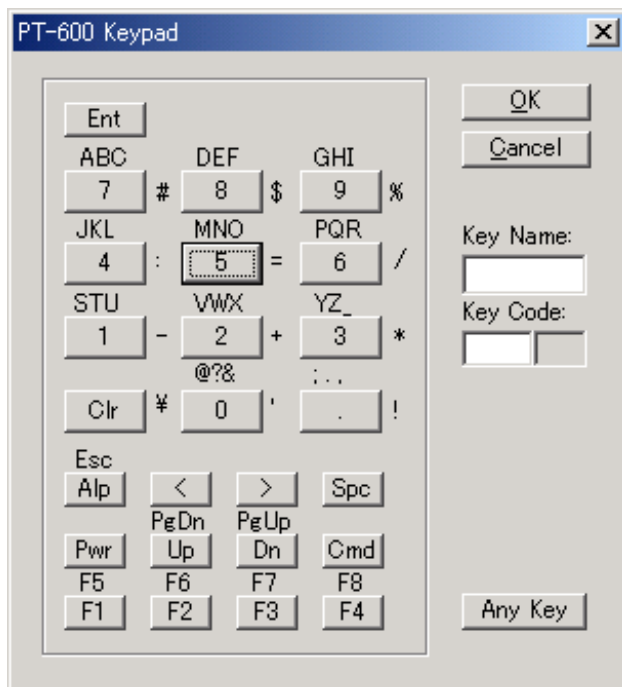 PT-600 Keypad
Ent
OK
ABC DEF GHI
Cancel
7 # 8 $ 9 %
JKL MNO PQR
Key Name:
4 : 5 = 6 /
STU VWX YZ_
Key Code:
1 - 2 + 3 *
@?& ;.,
Clr ¥ 0 ' . !
Esc
Alp < > Spc
PgDn PgUp
Pwr Up Dn Cmd
F5 F6 F7 F8
F1 F2 F3 F4
Any Key